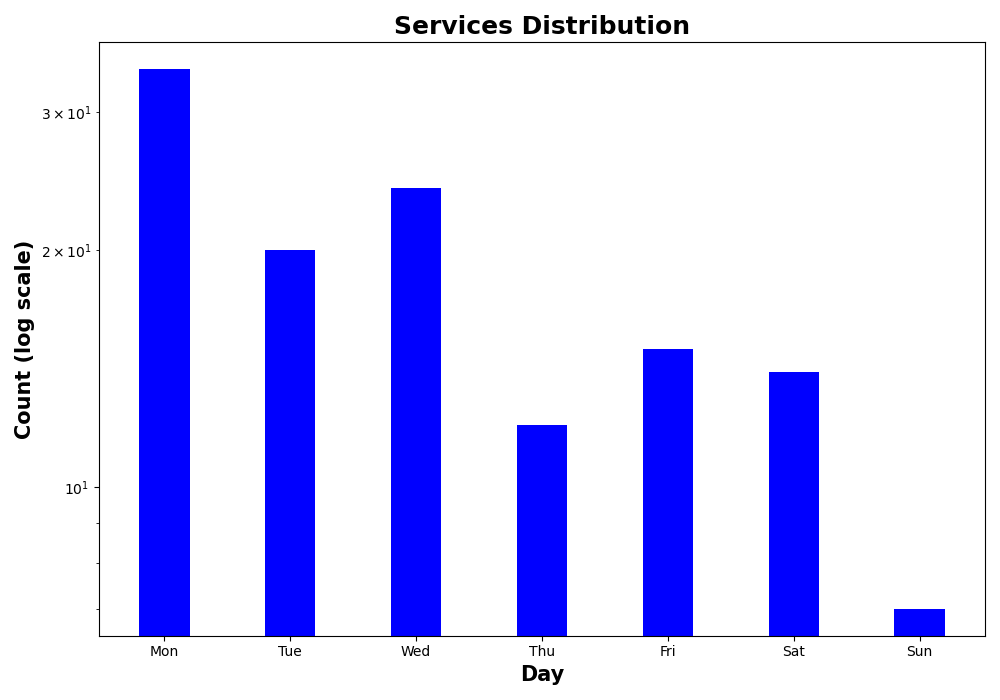 Services Distribution
Count (log scale)
3 × 10¹
2 × 10¹
10¹
Mon Tue Wed Thu Fri Sat Sun
Day